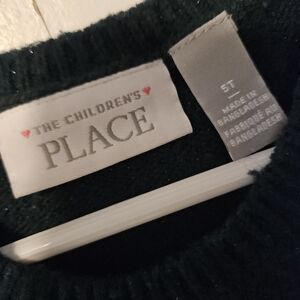 THE CHILDREN'S
PLACE
5T
MADE IN
BANGLADESH
FABRIQUÉ AU
BANGLADESH